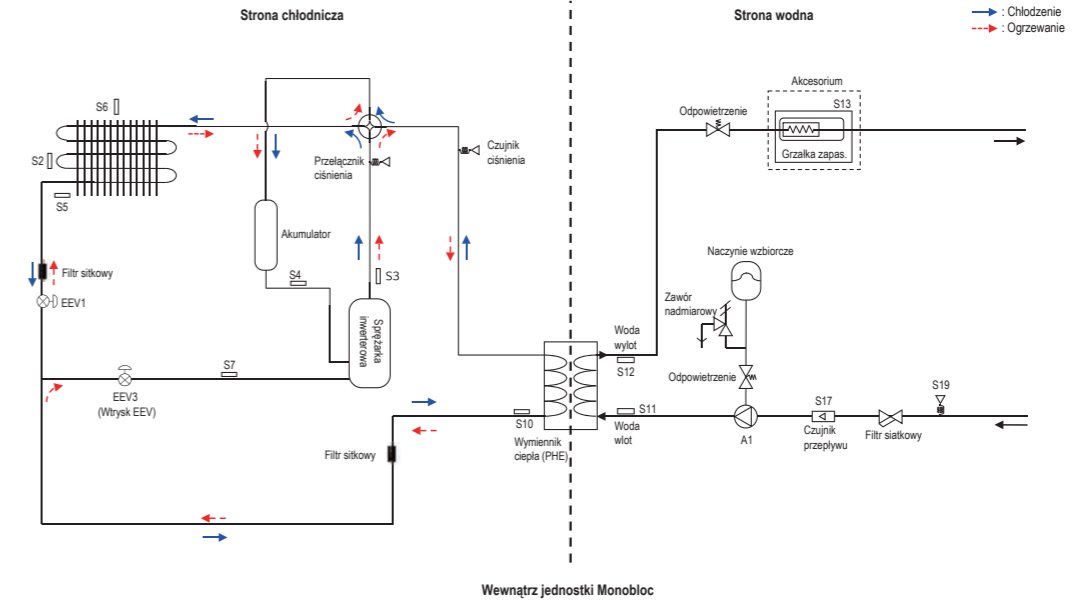 Strona chłodnicza
Strona wodna
: Chłodzenie
: Ogrzewanie
S6
S2
S5
Filtr sitkowy
EEV1
Przełącznik
ciśnienia
Czujnik
ciśnienia
Akumulator
S4
S3
Sprężarka
inwerterowa
S7
EEV3
(Wtrysk EEV)
Filtr sitkowy
S10
Wymiennik
ciepła (PHE)
Odpowietrzenie
Akcesorium
S13
Grzałka zapas.
Naczynie wzbiorcze
Zawór
nadmiarowy
Woda
wylot
S12
Odpowietrzenie
S11
Woda
wlot
A1
S17
Czujnik
przepływu
Filtr siatkowy
S19
Wewnątrz jednostki Monobloc